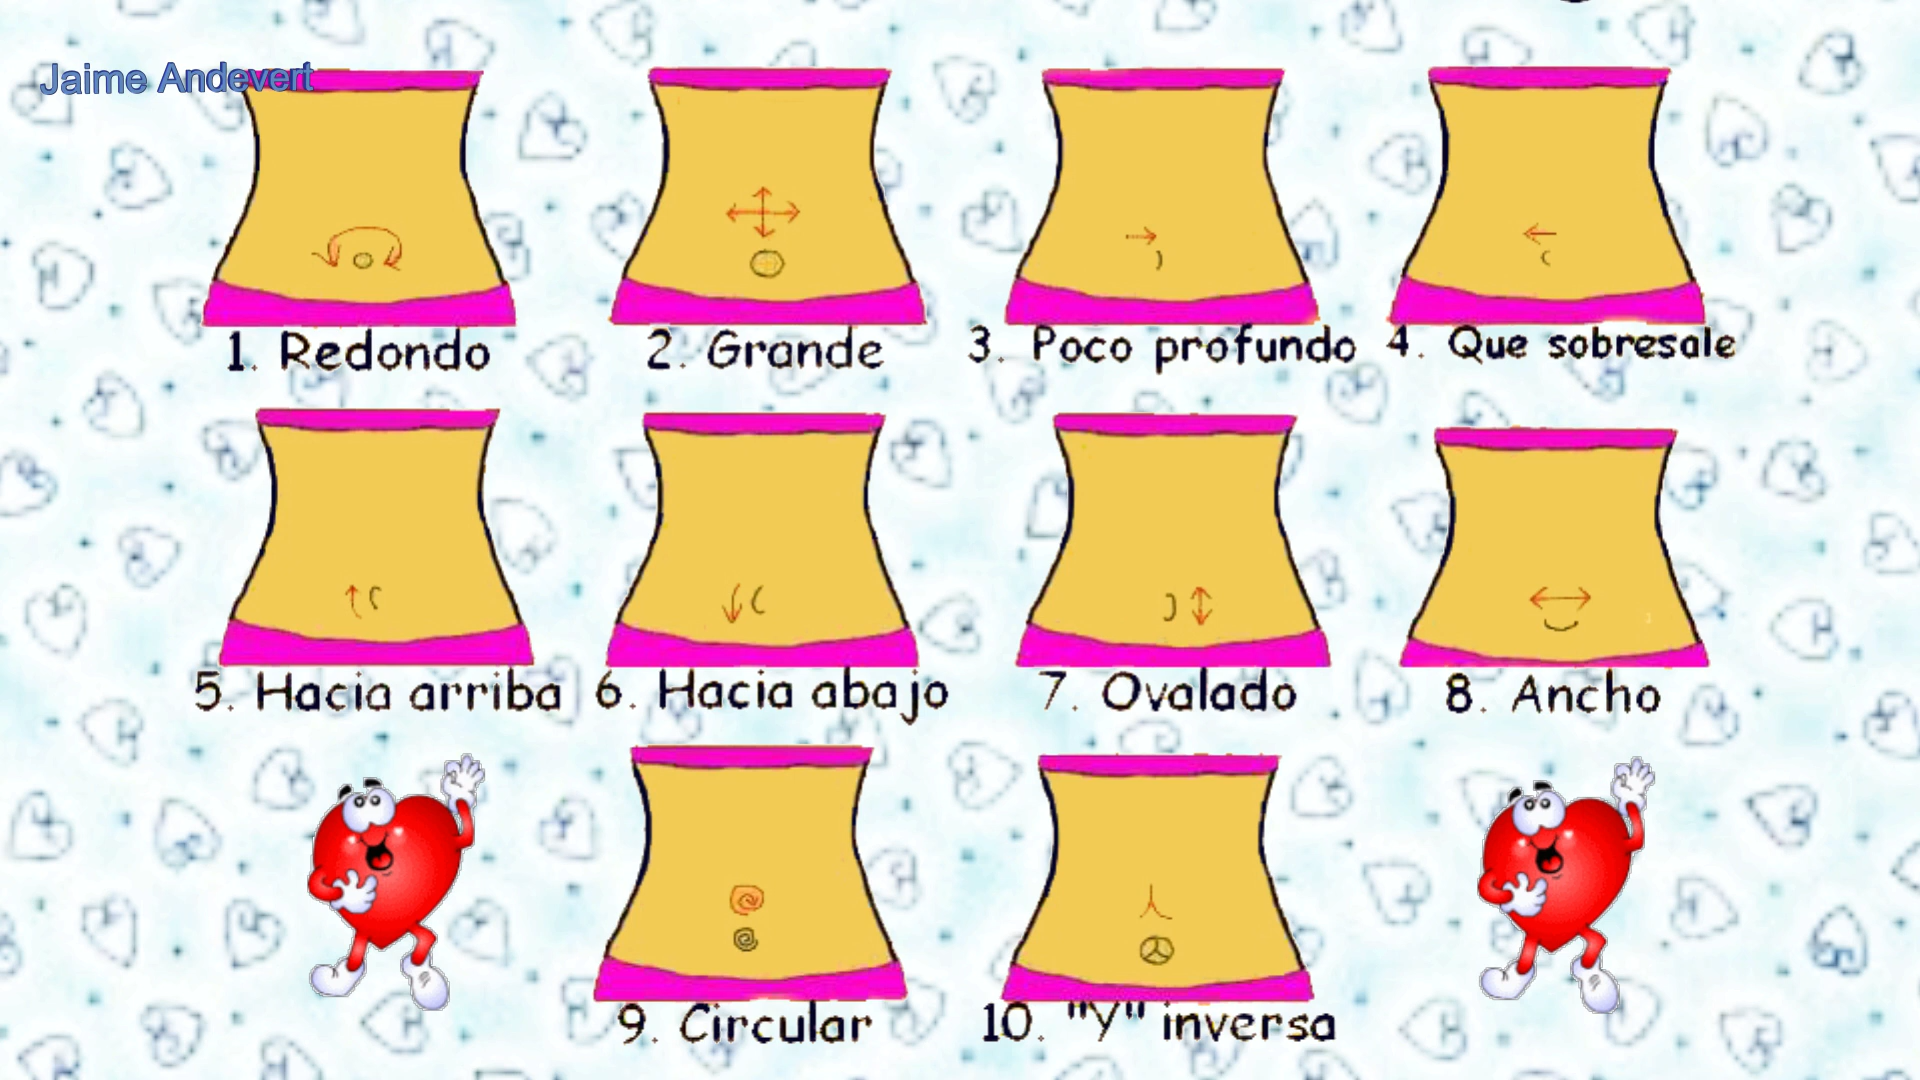 Jaime Andevert
1. Redondo
2. Grande
3. Poco profundo
4. Que sobresale
5. Hacia arriba
6. Hacia abajo
7. Ovalado
8. Ancho
9. Circular
10. "Y" inversa